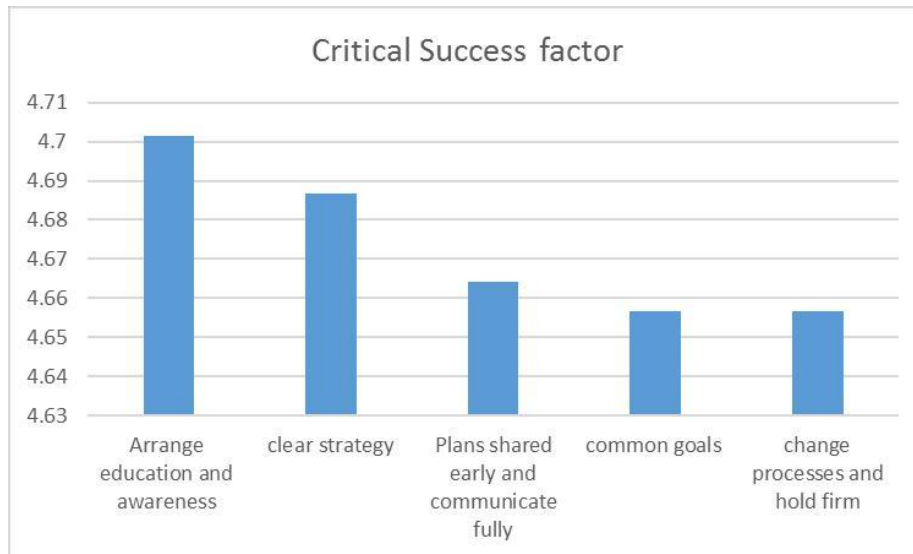 Critical Success factor
4.71
4.7
4.69
4.68
4.67
4.66
4.65
4.64
4.63
Arrange
education and
awareness
clear strategy
Plans shared
early and
communicate
fully
common goals
change
processes and
hold firm